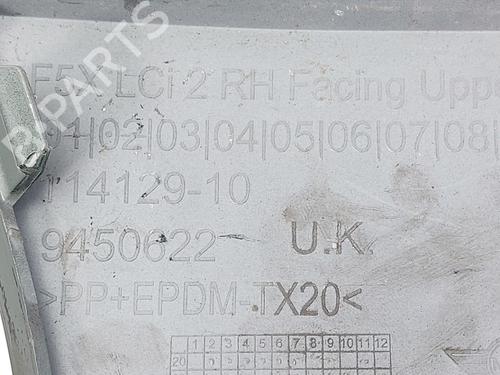 PARTS
F5X LCi 2 RH Facing Upp
01|02|03|04|05|06|07|08|
114129-10
9450622 U.K.
>PP+EPDM-TX20<
1 2 3 4 5 6 7 8 9 10 11 12
20